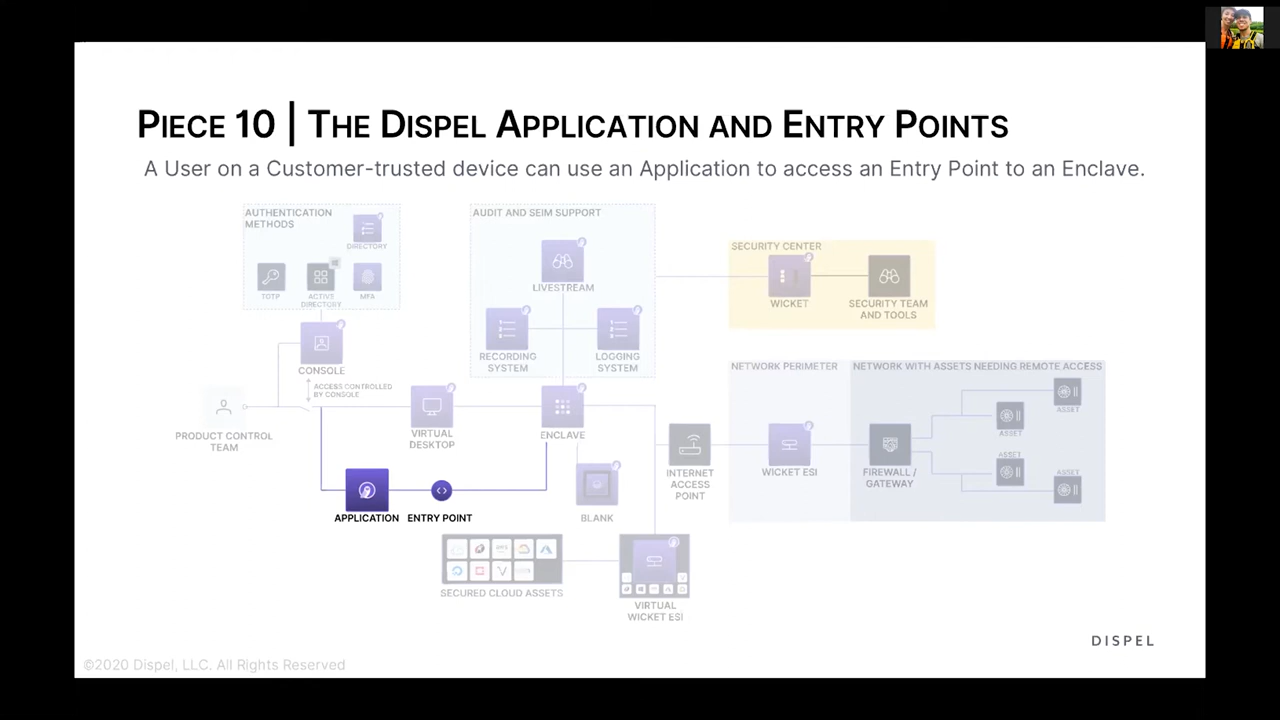 PIECE 10 | THE DISPEL APPLICATION AND ENTRY POINTS
A User on a Customer-trusted device can use an Application to access an Entry Point to an Enclave.
AUTHENTICATION
METHODS
DIRECTORY
TOTP
ACTIVE
DIRECTORY
MFA
CONSOLE
ACCESS CONTROLLED
BY CONSOLE
PRODUCT CONTROL
TEAM
VIRTUAL
DESKTOP
AUDIT AND SEIM SUPPORT
LIVESTREAM
RECORDING
SYSTEM
LOGGING
SYSTEM
ENCLAVE
SECURITY CENTER
WICKET
SECURITY TEAM
AND TOOLS
NETWORK PERIMETER
NETWORK WITH ASSETS NEEDING REMOTE ACCESS
INTERNET
ACCESS
POINT
WICKET ESI
FIREWALL /
GATEWAY
ASSET
ASSET
ASSET
ASSET
APPLICATION
ENTRY POINT
BLANK
SECURED CLOUD ASSETS
VIRTUAL
WICKET ESI
DISPEL
©2020 Dispel, LLC. All Rights Reserved